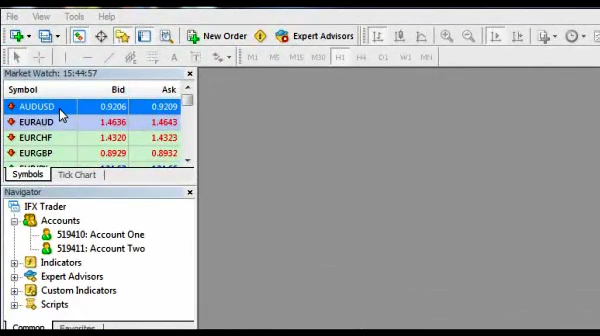 File View Tools Help
New Order Expert Advisors
A T M1 M5 M15 M30 H1 H4 D1 W1 MN
Market Watch: 15:44:57
Symbol Bid Ask
AUDUSD 0.9206 0.9209
EURAUD 1.4636 1.4643
EURCHF 1.4320 1.4323
EURGBP 0.8929 0.8932
Symbols Tick Chart
Navigator
IFX Trader
Accounts
519410: Account One
519411: Account Two
Indicators
Expert Advisors
Custom Indicators
Scripts
Common Favorites